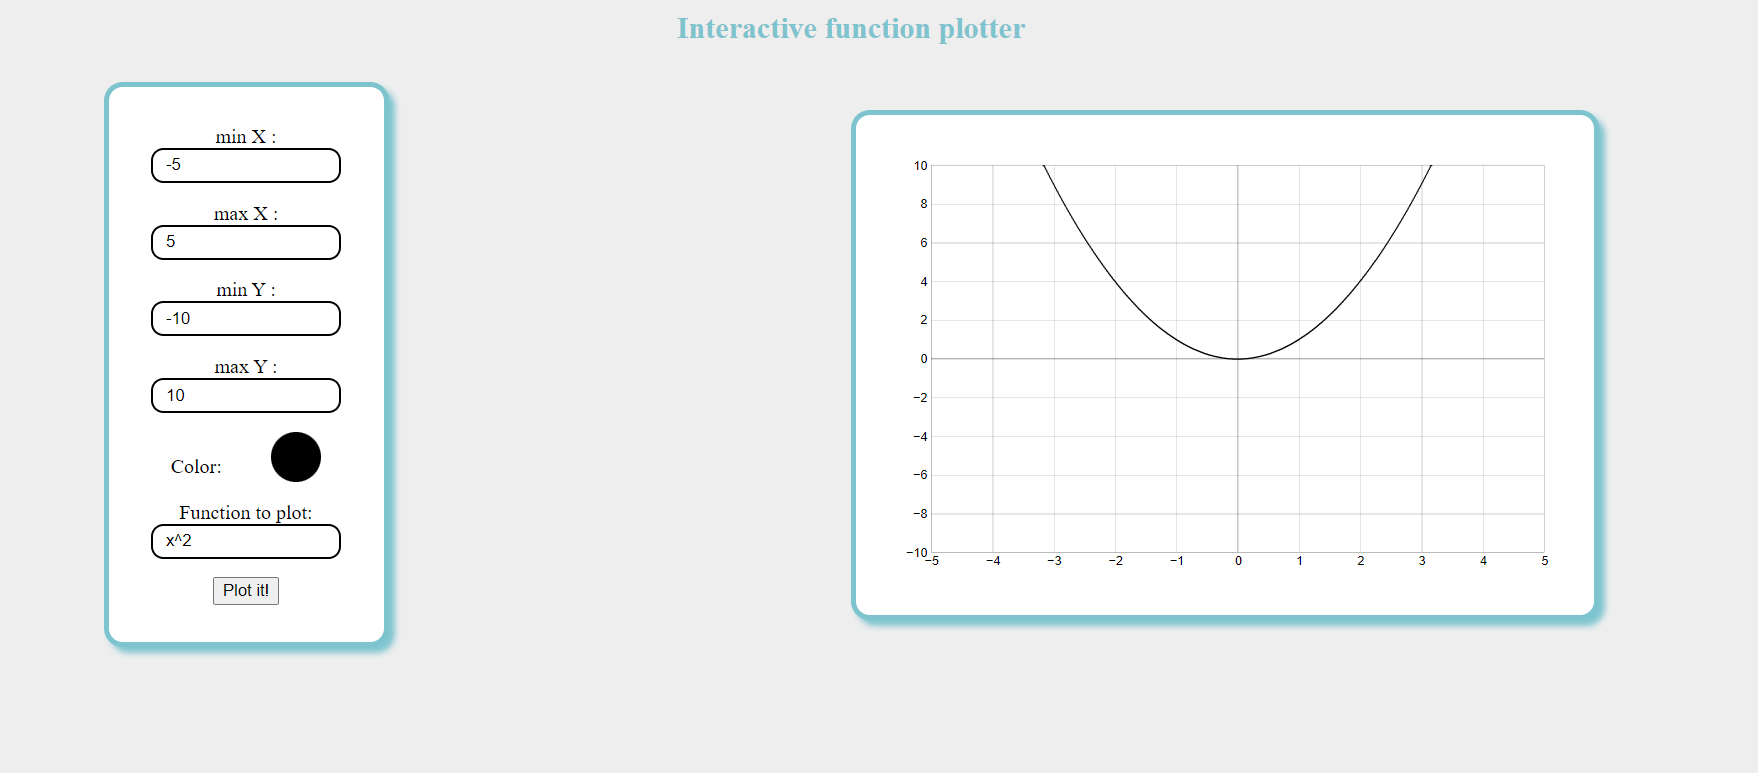 Interactive function plotter
min X :
-5
max X :
5
min Y :
-10
max Y :
10
Color:
Function to plot:
x^2
Plot it!
10
8
6
4
2
0
−2
−4
−6
−8
−10
−5 −4 −3 −2 −1 0 1 2 3 4 5